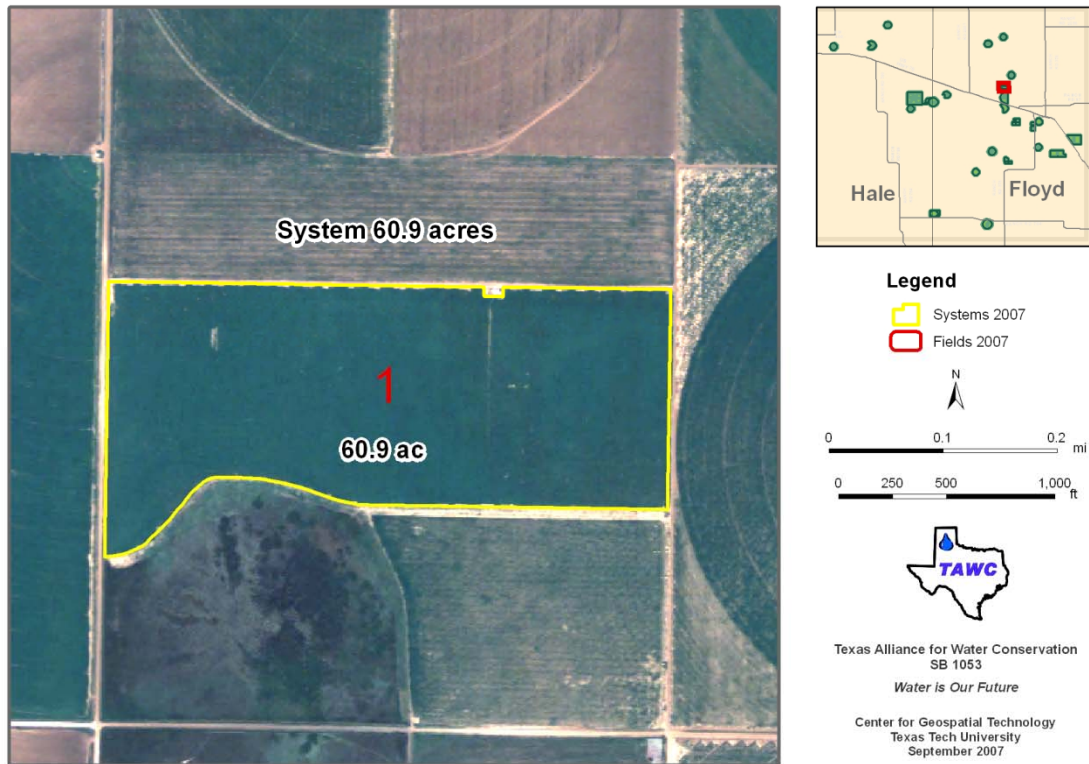 System 60.9 acres
1
60.9 ac
Hale
Floyd
Legend
Systems 2007
Fields 2007
N
0 0.1 0.2
mi
0 250 500 1,000
ft
TAWC
Texas Alliance for Water Conservation
SB 1053
Water is Our Future
Center for Geospatial Technology
Texas Tech University
September 2007